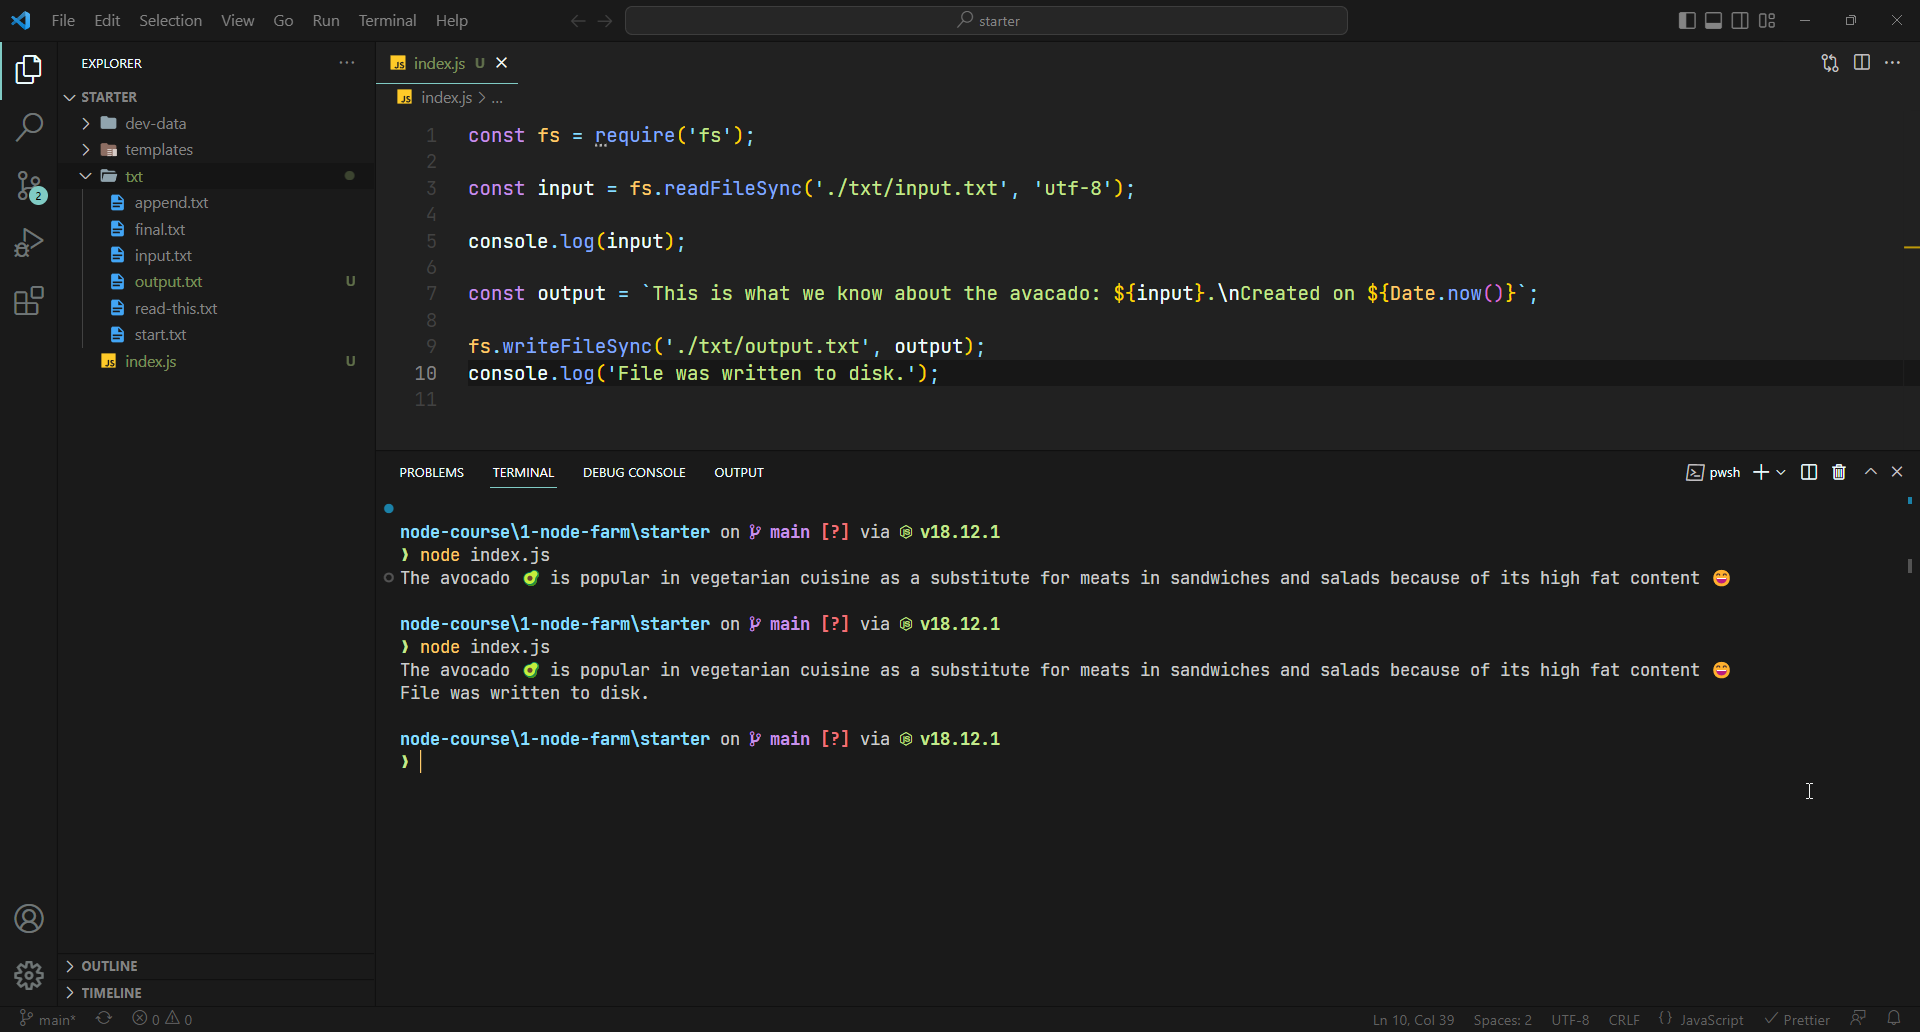 File Edit Selection View Go Run Terminal Help
starter
EXPLORER
STARTER
dev-data
templates
txt
append.txt
final.txt
input.txt
output.txt U
read-this.txt
start.txt
index.js U
2
OUTLINE
TIMELINE
index.js U
index.js > ...
1 const fs = require('fs');
2
3 const input = fs.readFileSync('./txt/input.txt', 'utf-8');
4
5 console.log(input);
6
7 const output = `This is what we know about the avacado: ${input}.\nCreated on ${Date.now()}`;
8
9 fs.writeFileSync('./txt/output.txt', output);
10 console.log('File was written to disk.');
11
PROBLEMS TERMINAL DEBUG CONSOLE OUTPUT
pwsh
node-course\1-node-farm\starter on main [?] via v18.12.1
❯ node index.js
The avocado 🥑 is popular in vegetarian cuisine as a substitute for meats in sandwiches and salads because of its high fat content 😄
node-course\1-node-farm\starter on main [?] via v18.12.1
❯ node index.js
The avocado 🥑 is popular in vegetarian cuisine as a substitute for meats in sandwiches and salads because of its high fat content 😄
File was written to disk.
node-course\1-node-farm\starter on main [?] via v18.12.1
❯
main* 0 0
Ln 10, Col 39 Spaces: 2 UTF-8 CRLF {} JavaScript Prettier